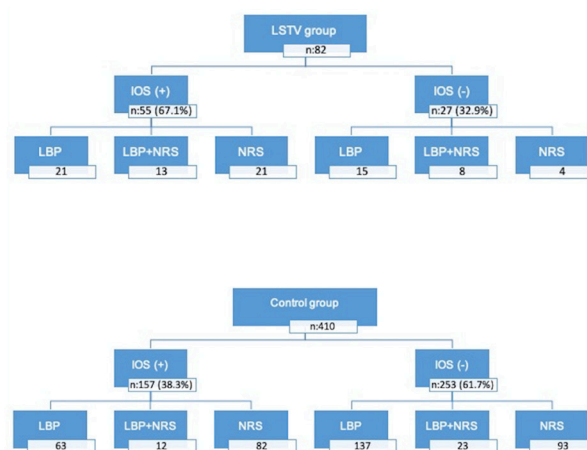 LSTV group
n:82
IOS (+)
n:55 (67.1%)
IOS (-)
n:27 (32.9%)
LBP
21
LBP+NRS
13
NRS
21
LBP
15
LBP+NRS
8
NRS
4
Control group
n:410
IOS (+)
n:157 (38.3%)
IOS (-)
n:253 (61.7%)
LBP
63
LBP+NRS
12
NRS
82
LBP
137
LBP+NRS
23
NRS
93